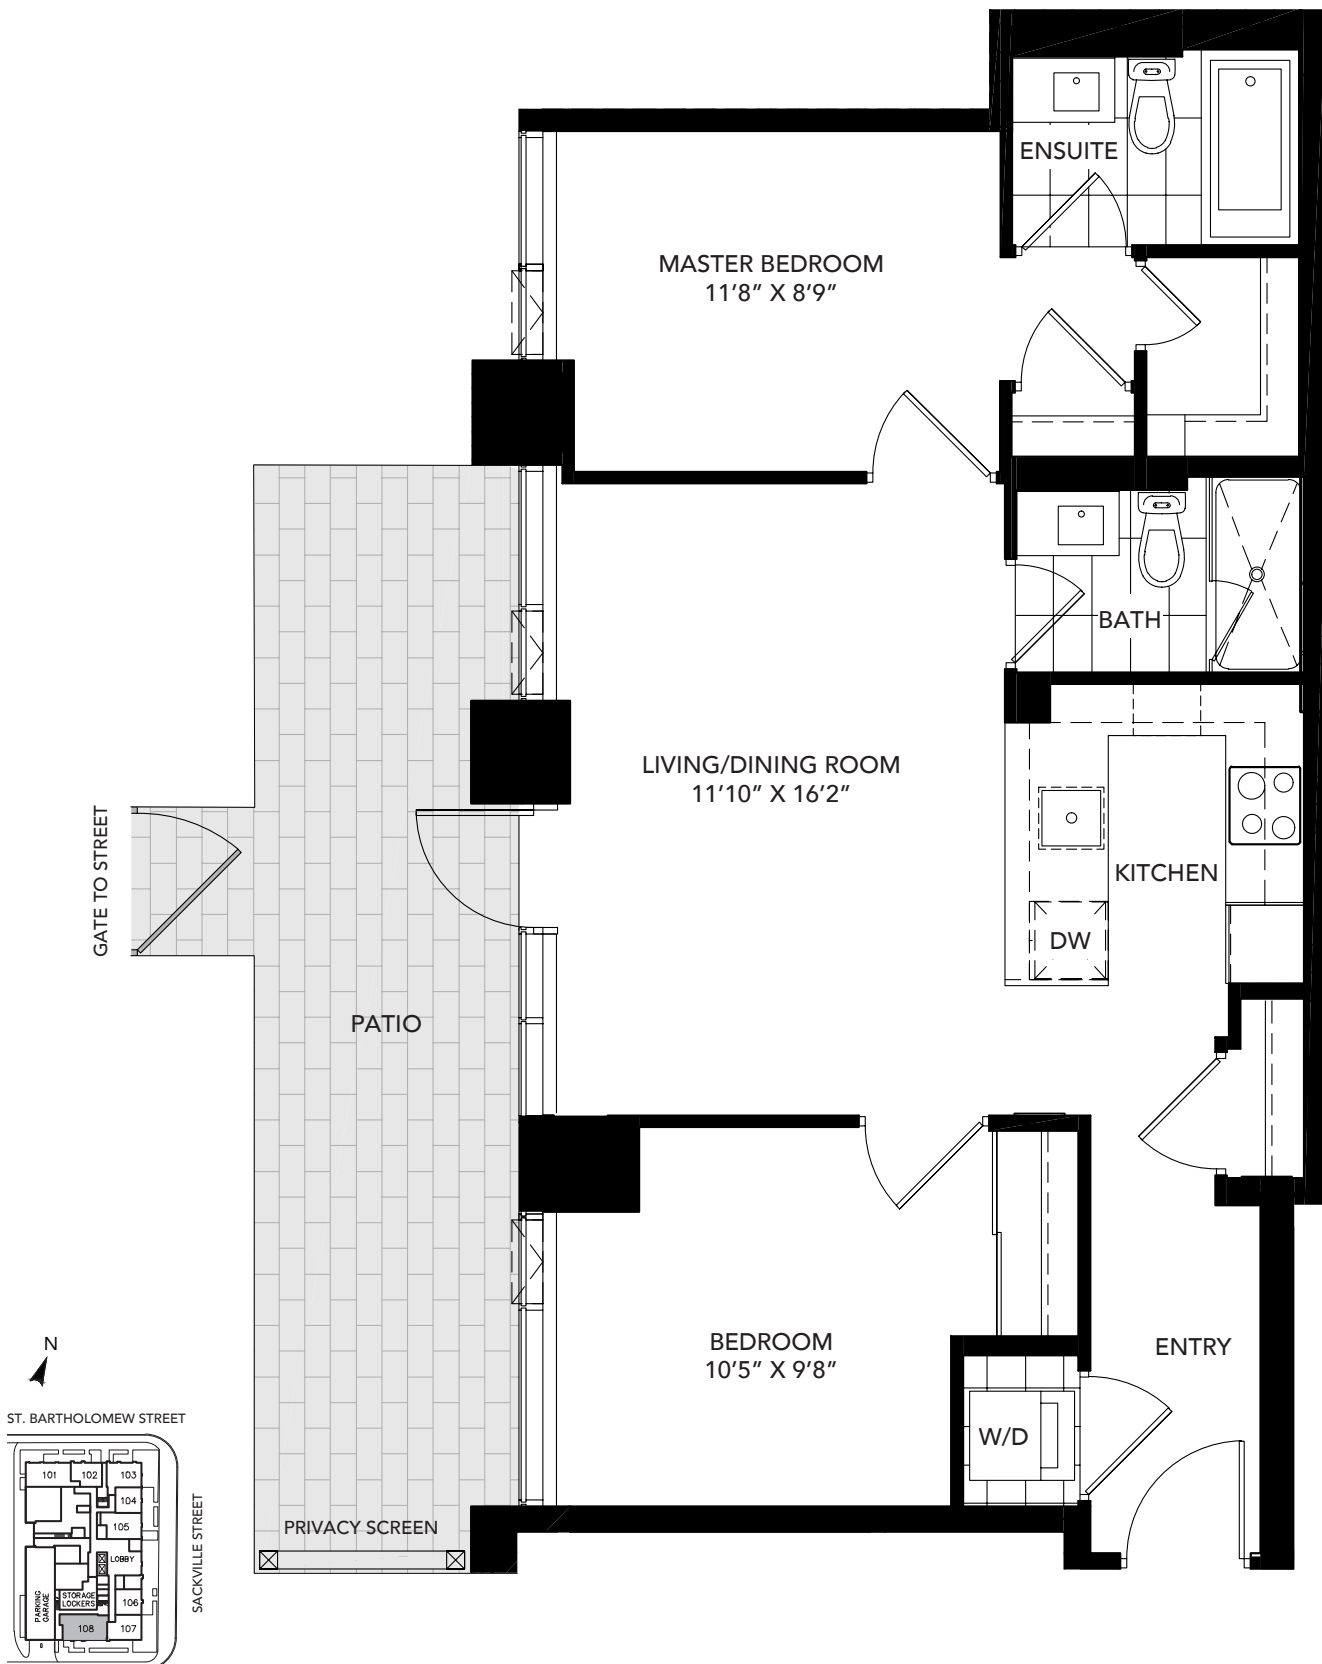 ENSUITE
MASTER BEDROOM
11'8” X 8'9”
BATH
LIVING/DINING ROOM
11'10” X 16'2”
KITCHEN
DW
GATE TO STREET
PATIO
BEDROOM
10'5” X 9'8”
ENTRY
W/D
PRIVACY SCREEN
N
ST. BARTHOLOMEW STREET
SACKVILLE STREET
101
102
103
104
105
LOBBY
PARKING
GARAGE
STORAGE
LOCKERS
106
107
108